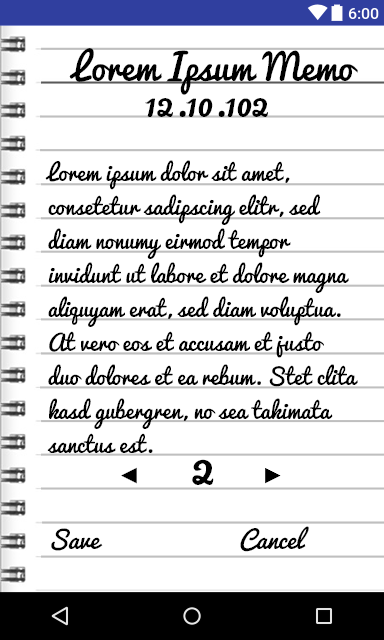 6:00
Lorem Ipsum Memo
12.10.102
Lorem ipsum dolor sit amet,
consetetur sadipscing elitr, sed
diam nonumy eirmod tempor
invidunt ut labore et dolore magna
aliquyam erat, sed diam voluptua.
At vero eos et accusam et justo
duo dolores et ea rebum. Stet clita
kasd gubergren, no sea takimata
sanctus est.
◀ 2 ▶
Save Cancel